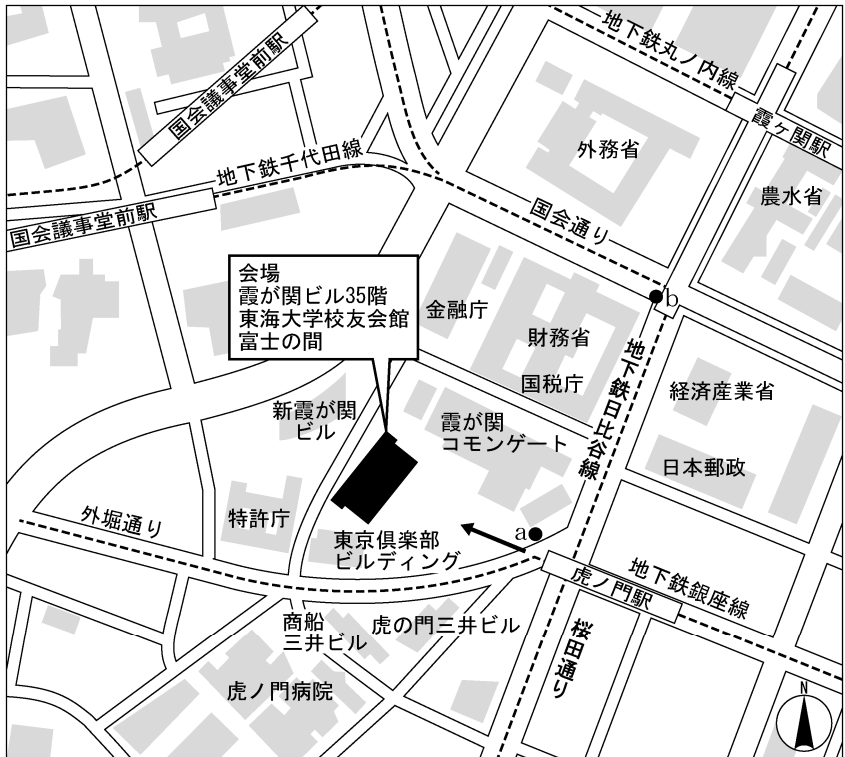 地下鉄丸ノ内線
国会議事堂前駅
霞ヶ関駅
外務省
地下鉄千代田線
農水省
国会議事堂前駅
国会通り
会場
霞が関ビル35階
東海大学校友会館
富士の間
b
金融庁
財務省
国税庁
地下鉄日比谷線
経済産業省
新霞が関
ビル
霞が関
コモンゲート
日本郵政
外堀通り
特許庁
a
東京倶楽部
ビルディング
虎ノ門駅
地下鉄銀座線
商船
三井ビル
虎の門三井ビル
桜田通り
虎ノ門病院
N